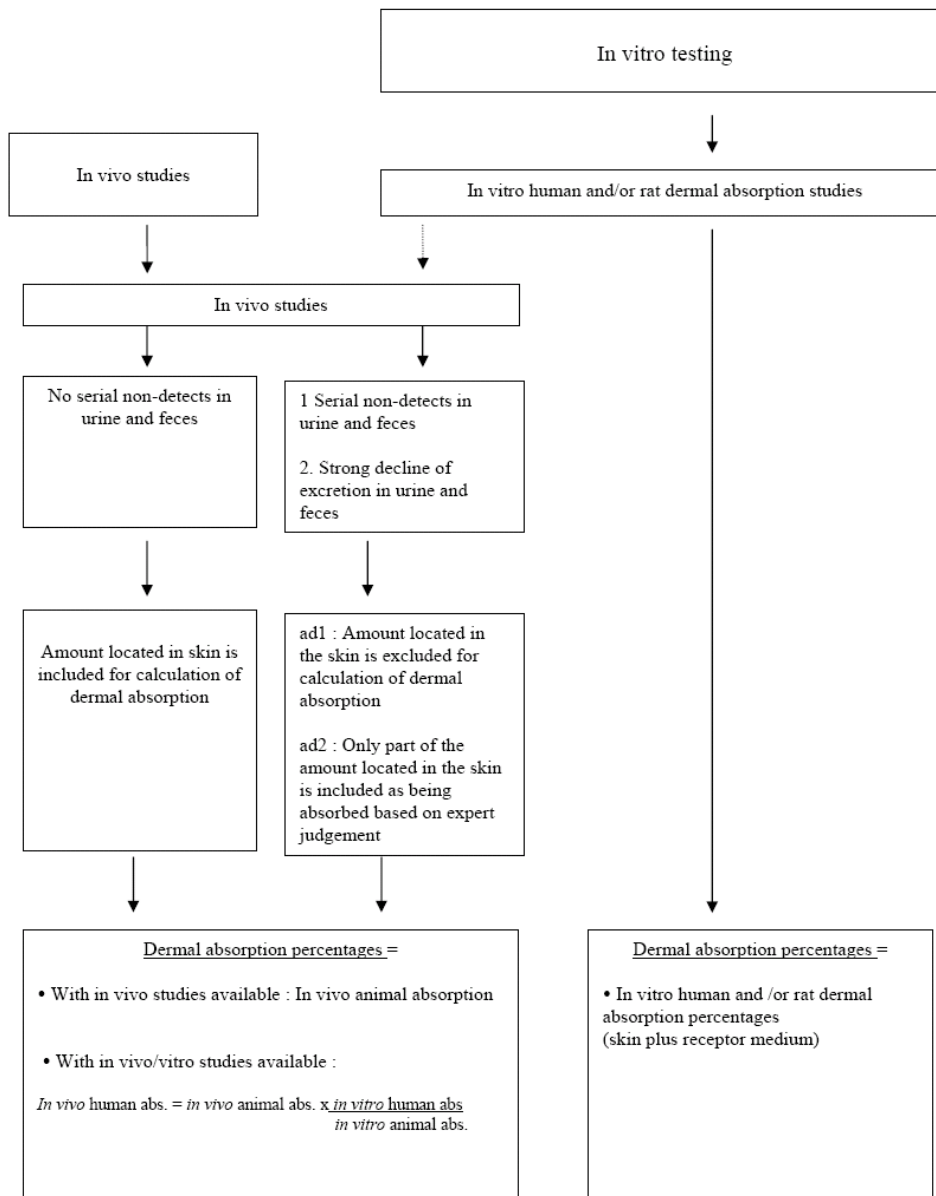 In vitro testing
In vivo studies
In vitro human and/or rat dermal absorption studies
In vivo studies
No serial non-detects in
urine and feces
1 Serial non-detects in
urine and feces
2. Strong decline of
excretion in urine and
feces
Amount located in skin is
included for calculation of
dermal absorption
ad1 : Amount located in
the skin is excluded for
calculation of dermal
absorption
ad2 : Only part of the
amount located in the skin
is included as being
absorbed based on expert
judgement
Dermal absorption percentages =
• With in vivo studies available : In vivo animal absorption
• With in vivo/vitro studies available :
In vivo human abs. = in vivo animal abs. x in vitro human abs
in vitro animal abs.
Dermal absorption percentages =
• In vitro human and /or rat dermal
absorption percentages
(skin plus receptor medium)